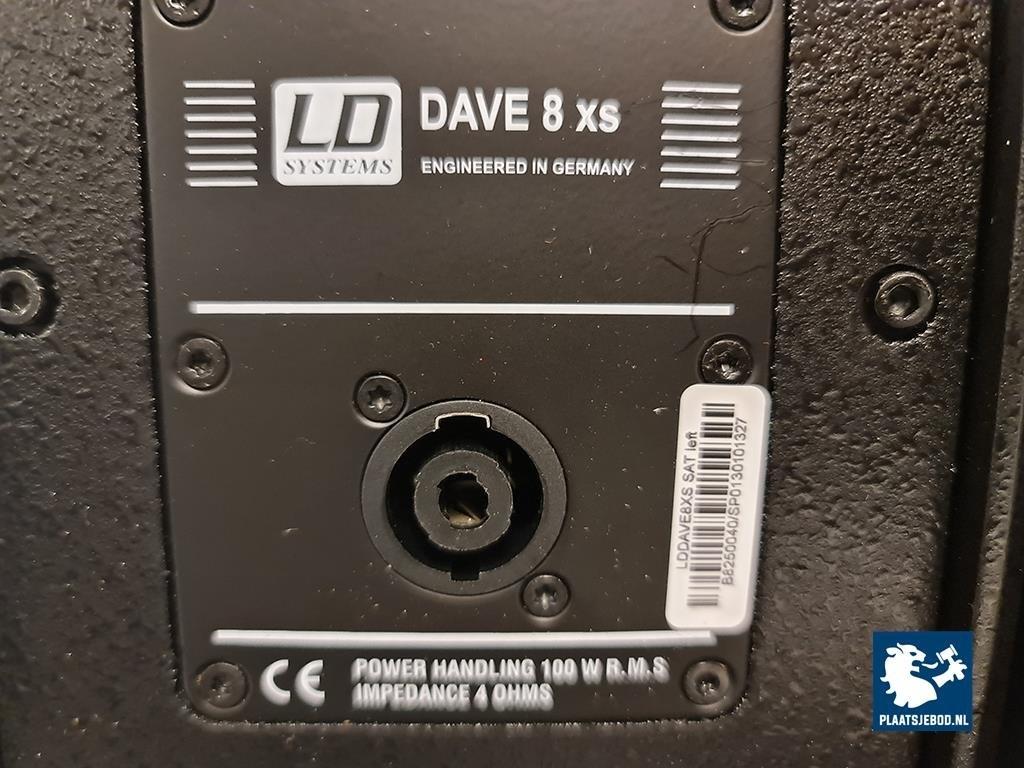 LD
SYSTEMS
DAVE 8 xs
ENGINEERED IN GERMANY
LDDAVE8XS SAT left
B8250040/SP0130101327
CE POWER HANDLING 100 W R.M.S
IMPEDANCE 4 OHMS
PLAATSJEBOD.NL